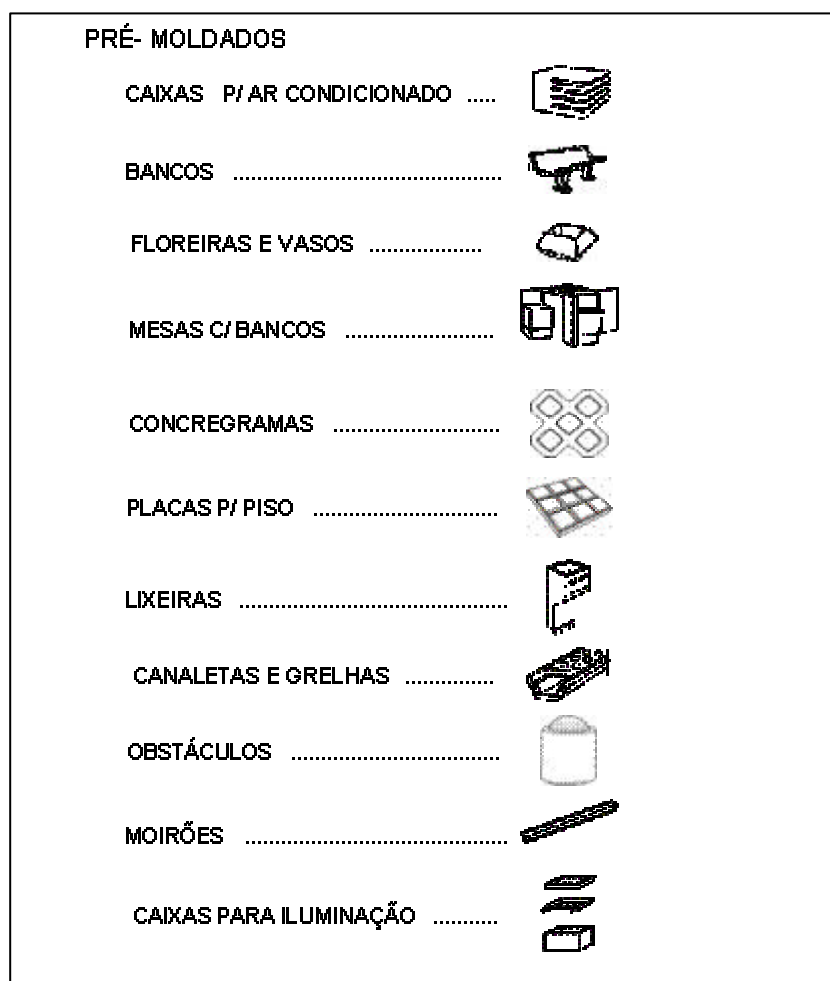 PRÉ- MOLDADOS
CAIXAS P/ AR CONDICIONADO .....
BANCOS ............................................
FLOREIRAS E VASOS ...................
MESAS C/ BANCOS .........................
CONCREGRAMAS ............................
PLACAS P/ PISO ...............................
LIXEIRAS .............................................
CANALETAS E GRELHAS ...............
OBSTÁCULOS ...................................
MOIRÕES ............................................
CAIXAS PARA ILUMINAÇÃO ...........